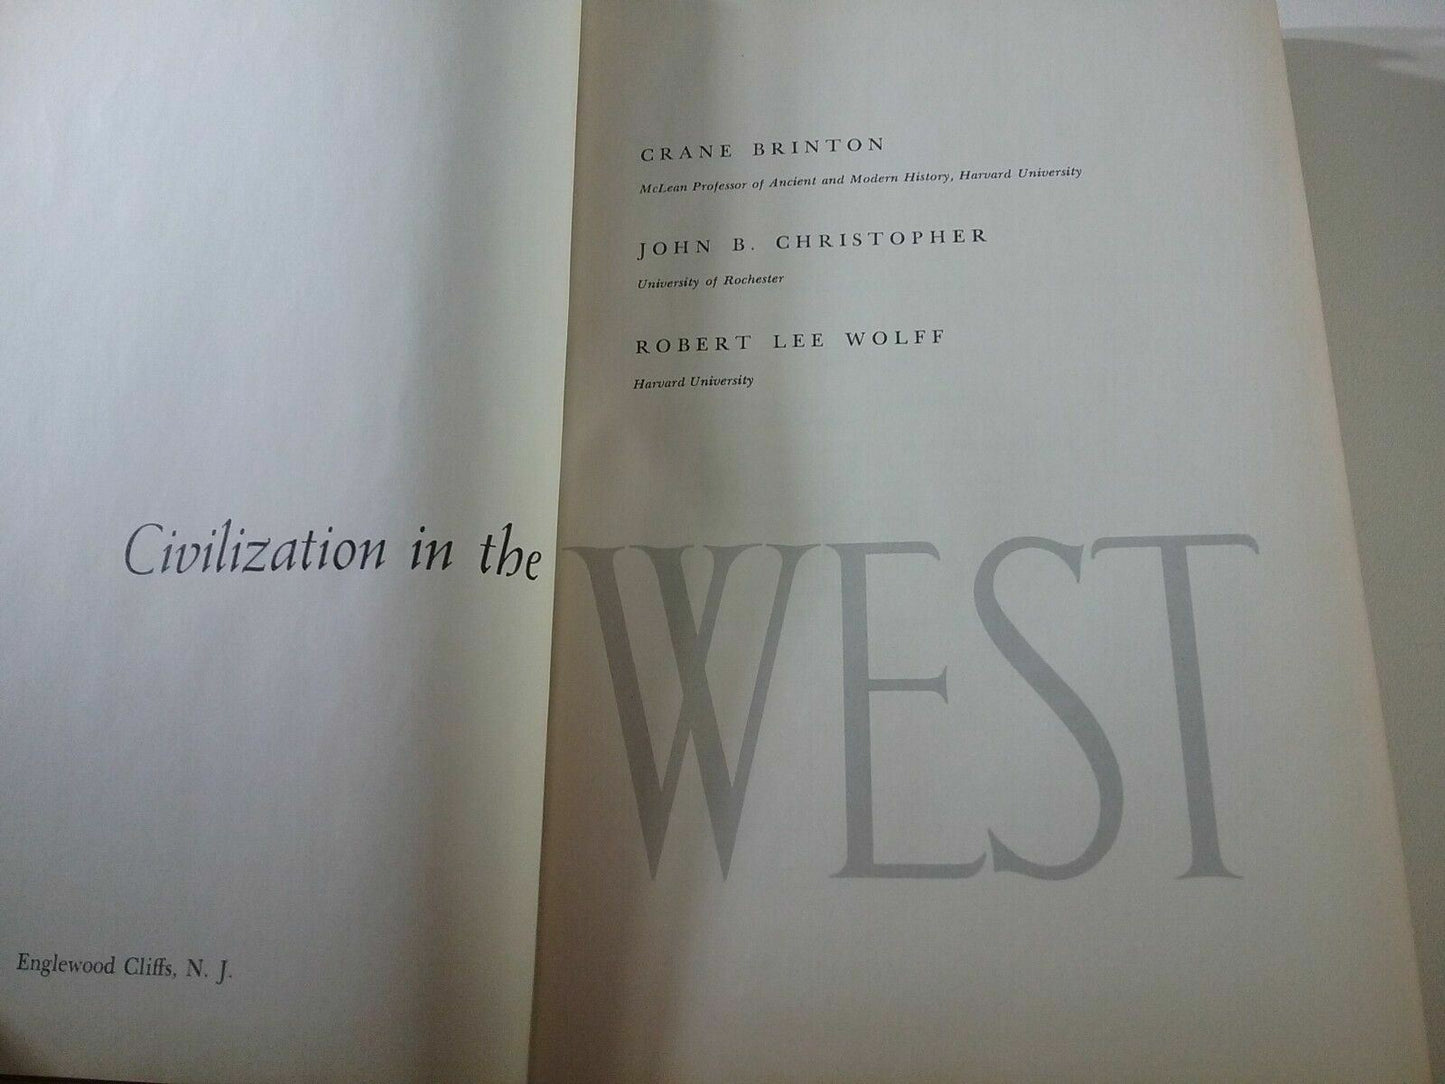 CRANE BRINTON
McLean Professor of Ancient and Modern History, Harvard University
JOHN B. CHRISTOPHER
University of Rochester
ROBERT LEE WOLFF
Harvard University
Civilization in the WEST
Englewood Cliffs, N. J.